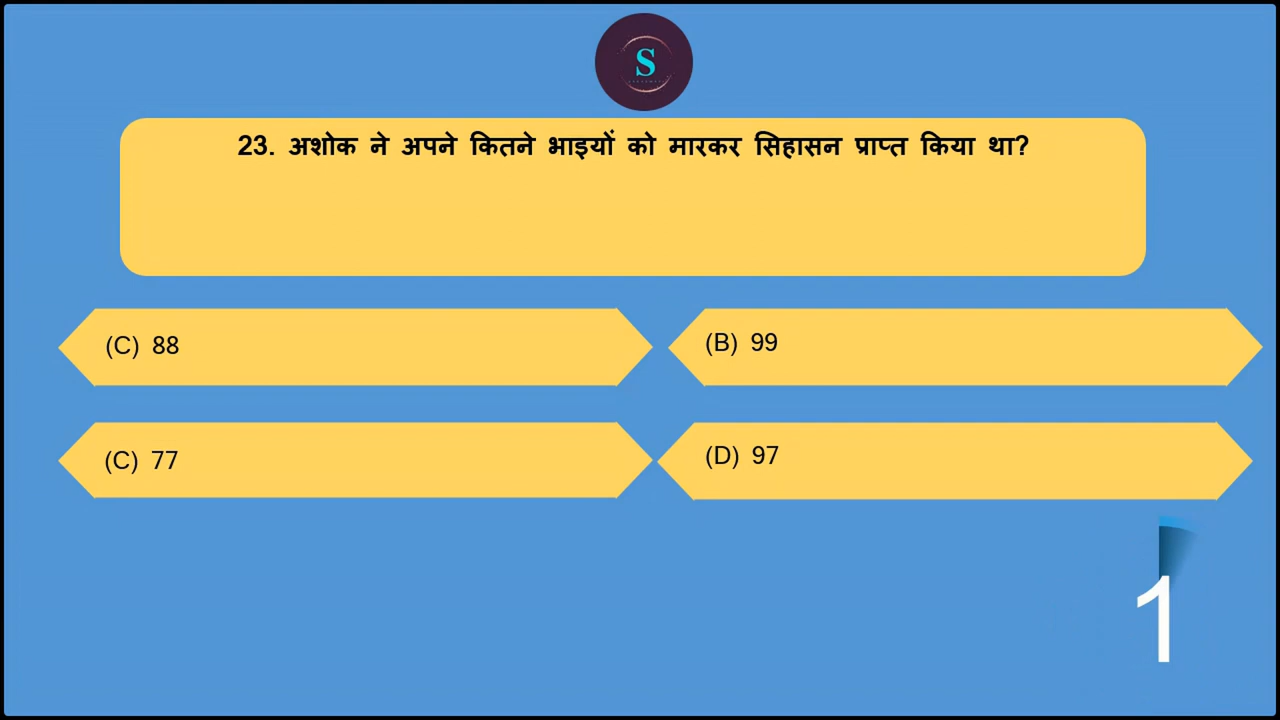 S
23. अशोक ने अपने कितने भाइयों को मारकर सिहासन प्राप्त किया था?
(C) 88
(B) 99
(C) 77
(D) 97
1